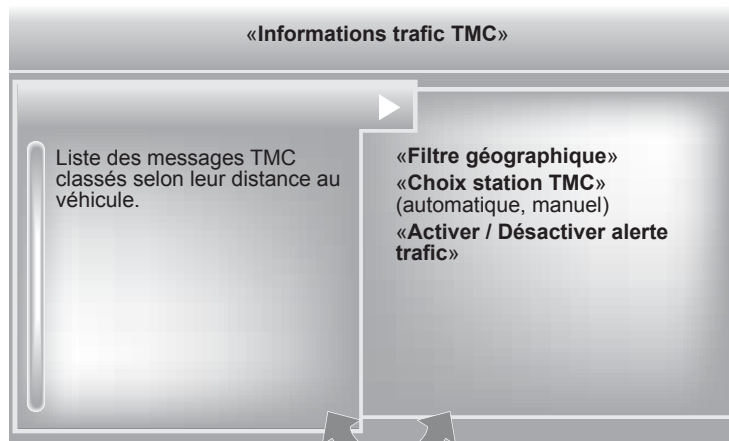 «Informations trafic TMC»
Liste des messages TMC
classés selon leur distance au
véhicule.
«Filtre géographique»
«Choix station TMC»
(automatique, manuel)
«Activer / Désactiver alerte
trafic»